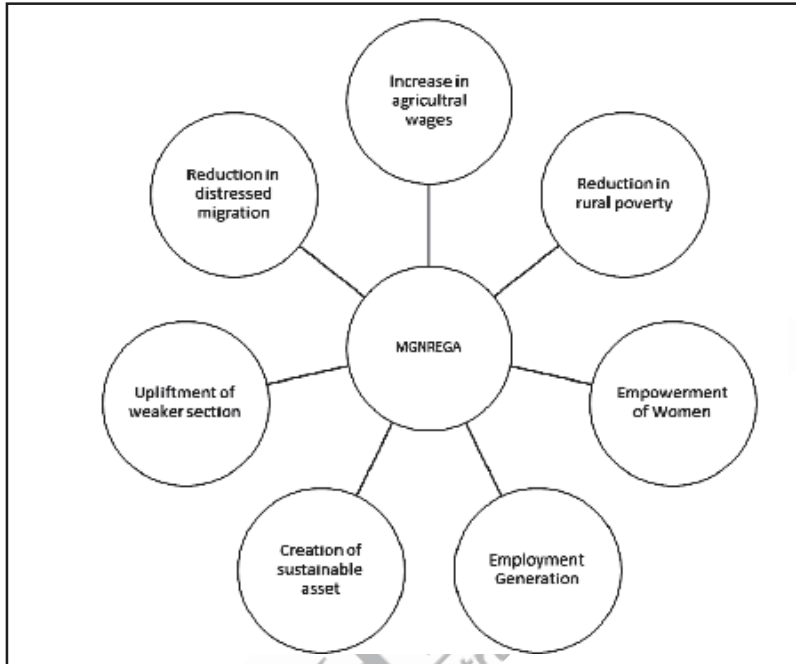 Increase in
agricultral
wages
Reduction in
rural poverty
Empowerment
of Women
Employment
Generation
Creation of
sustainable
asset
Upliftment of
weaker section
Reduction in
distressed
migration
MGNREGA